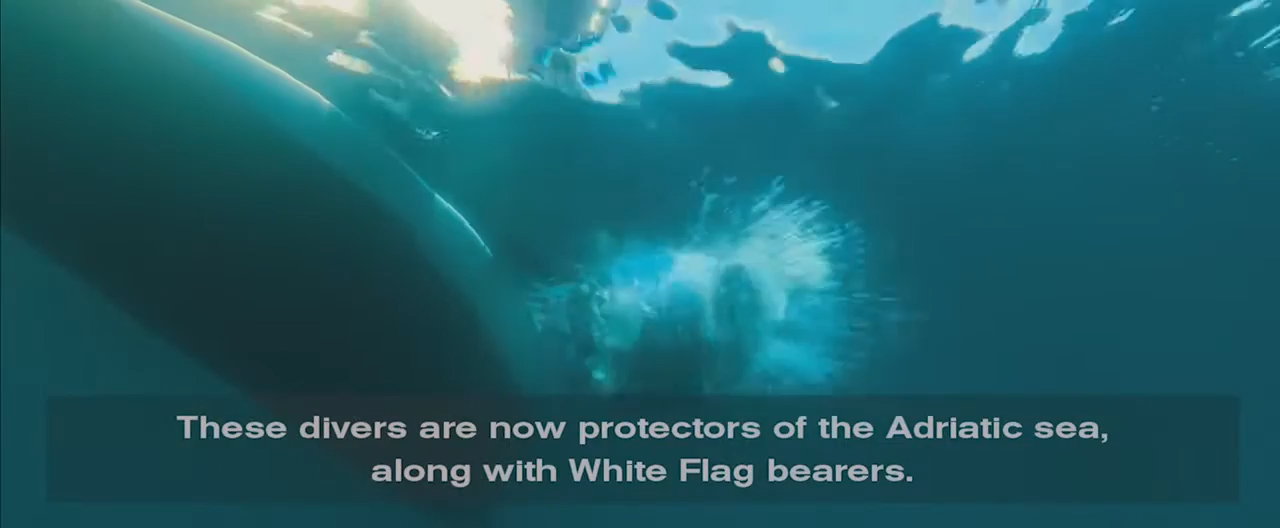 These divers are now protectors of the Adriatic sea,
along with White Flag bearers.